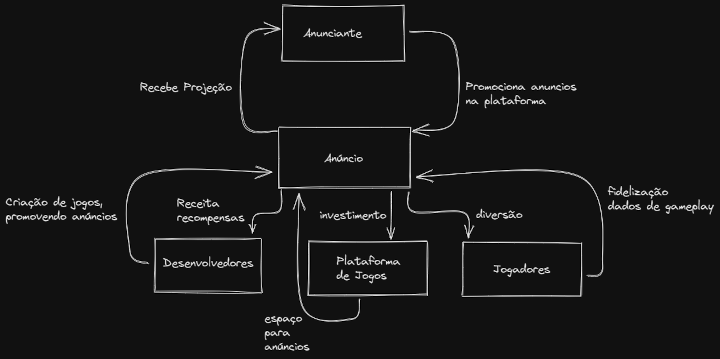 Anunciante
Recebe Projeção
Promociona anuncios
na plataforma
Anúncio
Criação de jogos,
promovendo anúncios
Receita
recompensas
investimento
diversão
fidelização
dados de gameplay
Desenvolvedores
Plataforma
de Jogos
Jogadores
espaço
para
anúncios